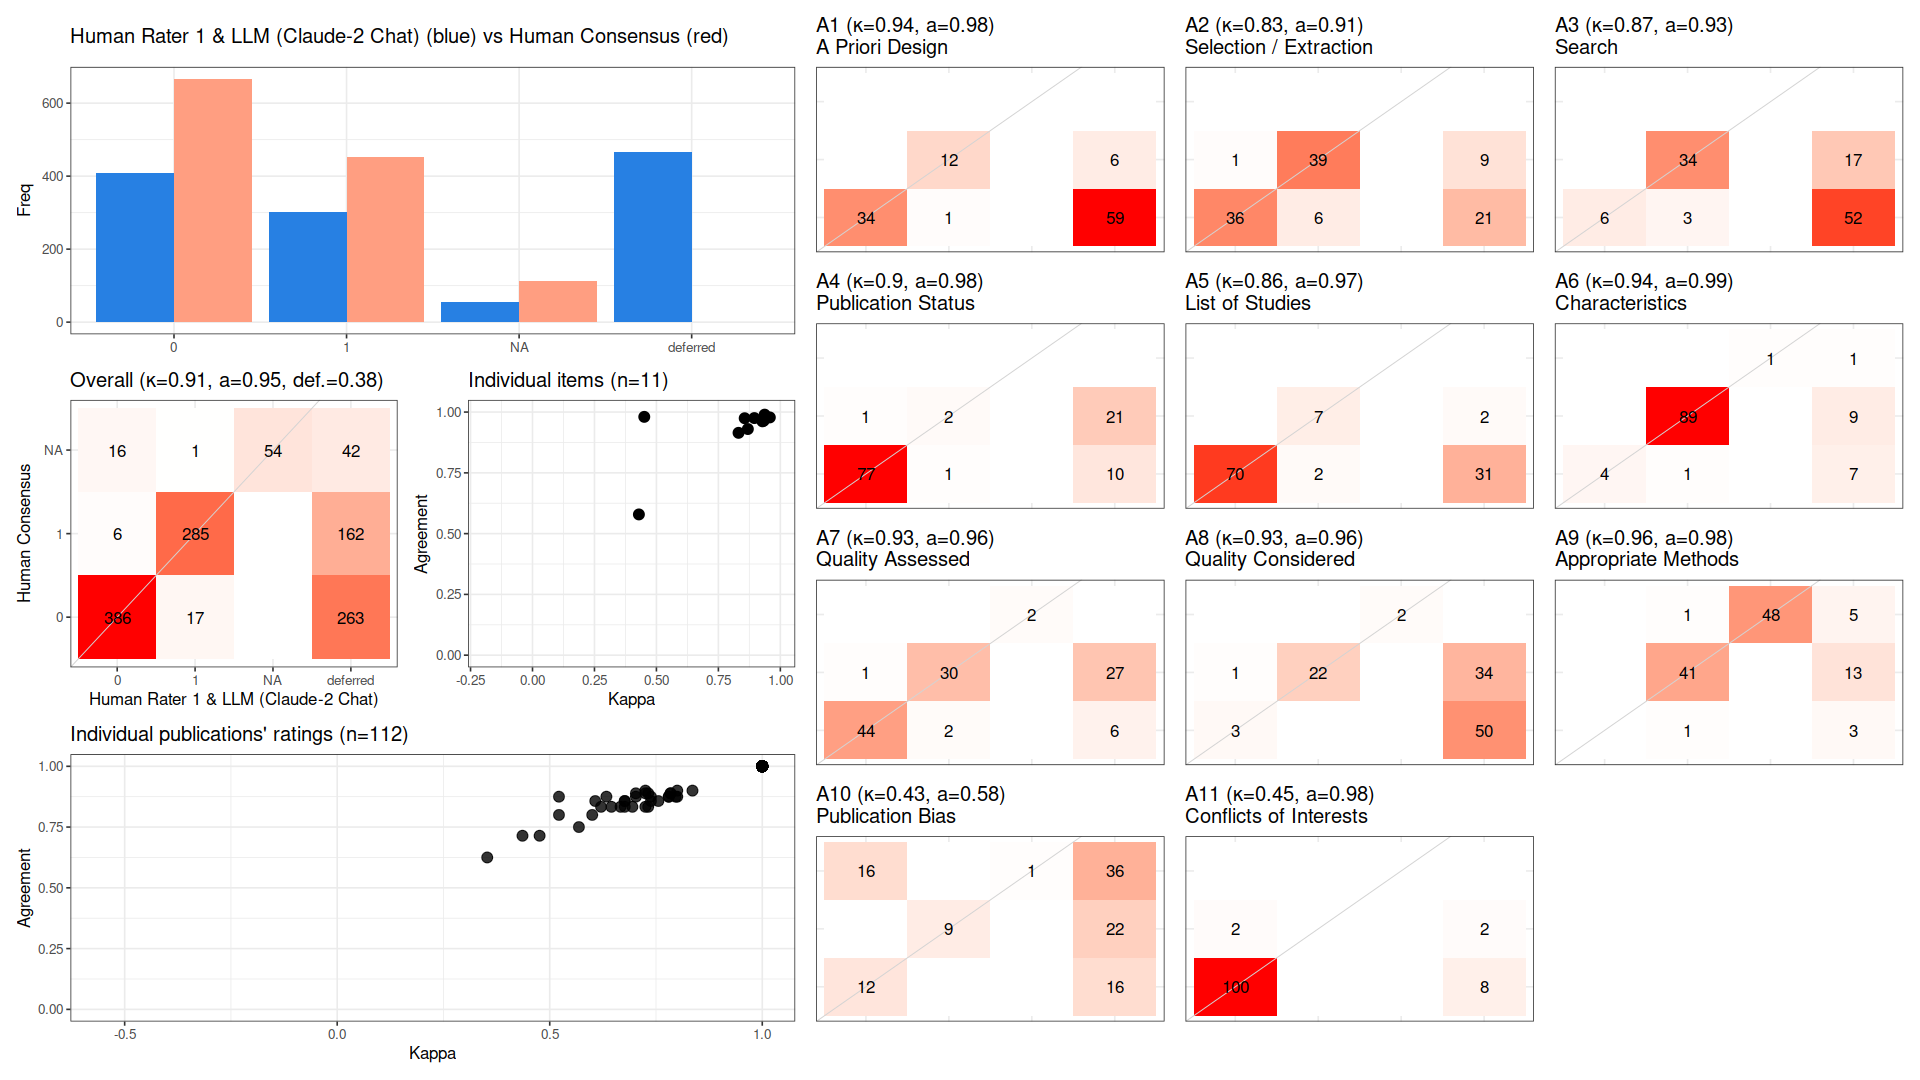 Human Rater 1 & LLM (Claude-2 Chat) (blue) vs Human Consensus (red)
Freq
600
400
200
0
0 1 NA deferred
Overall (κ=0.91, a=0.95, def.=0.38)
Human Consensus
NA
1
0
16 1 54 42
6 285 162
386 17 263
0 1 NA deferred
Human Rater 1 & LLM (Claude-2 Chat)
Individual items (n=11)
Agreement
1.00
0.75
0.50
0.25
0.00
-0.25 0.00 0.25 0.50 0.75 1.00
Kappa
Individual publications' ratings (n=112)
Agreement
1.00
0.75
0.50
0.25
0.00
-0.5 0.0 0.5 1.0
Kappa
A1 (κ=0.94, a=0.98)
A Priori Design
12 6
34 1 59
A2 (κ=0.83, a=0.91)
Selection / Extraction
1 39 9
36 6 21
A3 (κ=0.87, a=0.93)
Search
34 17
6 3 52
A4 (κ=0.9, a=0.98)
Publication Status
1 2 21
77 1 10
A5 (κ=0.86, a=0.97)
List of Studies
7 2
70 2 31
A6 (κ=0.94, a=0.99)
Characteristics
1 1
89 9
4 1 7
A7 (κ=0.93, a=0.96)
Quality Assessed
2
1 30 27
44 2 6
A8 (κ=0.93, a=0.96)
Quality Considered
2
1 22 34
3 50
A9 (κ=0.96, a=0.98)
Appropriate Methods
1 48 5
41 13
1 3
A10 (κ=0.43, a=0.58)
Publication Bias
16 1 36
9 22
12 16
A11 (κ=0.45, a=0.98)
Conflicts of Interests
2 2
100 8